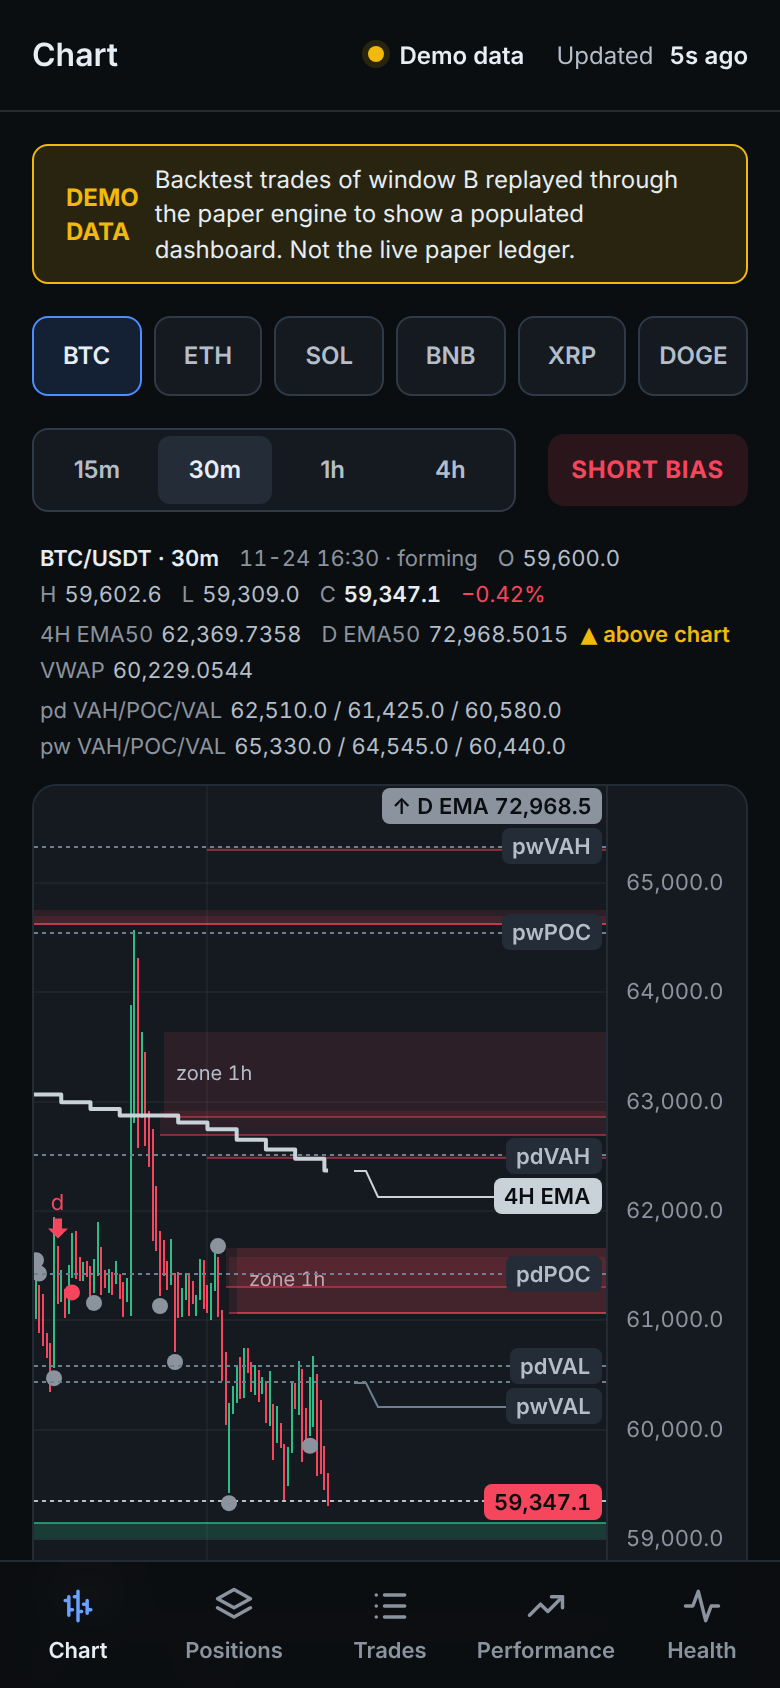 Chart
Demo data Updated 5s ago
DEMO DATA
Backtest trades of window B replayed through
the paper engine to show a populated
dashboard. Not the live paper ledger.
BTC ETH SOL BNB XRP DOGE
15m 30m 1h 4h SHORT BIAS
BTC/USDT · 30m 11-24 16:30 · forming O 59,600.0
H 59,602.6 L 59,309.0 C 59,347.1 −0.42%
4H EMA50 62,369.7358 D EMA50 72,968.5015 ▲ above chart
VWAP 60,229.0544
pd VAH/POC/VAL 62,510.0 / 61,425.0 / 60,580.0
pw VAH/POC/VAL 65,330.0 / 64,545.0 / 60,440.0
↑ D EMA 72,968.5
pwVAH
65,000.0
pwPOC
64,000.0
zone 1h
63,000.0
pdVAH
4H EMA
d
62,000.0
zone 1h
pdPOC
61,000.0
pdVAL
pwVAL
60,000.0
59,347.1
59,000.0
Chart Positions Trades Performance Health